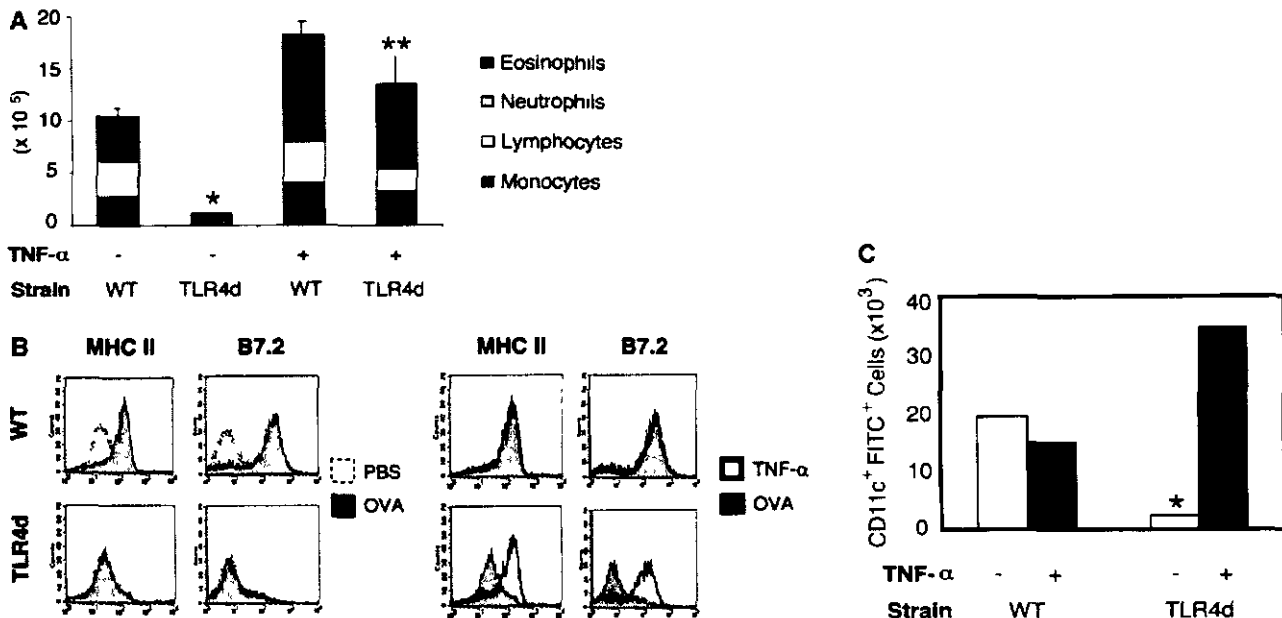 A
20
15
10
5
0
(x 10 5)
*
**
Eosinophils
Neutrophils
Lymphocytes
Monocytes
TNF-α - - + +
Strain WT TLR4d WT TLR4d
B
MHC II B7.2 MHC II B7.2
WT
TLR4d
PBS
OVA
TNF-α
OVA
C
CD11c+ FITC+ Cells (x103)
40
30
20
10
0
*
TNF-α - + - +
Strain WT TLR4d